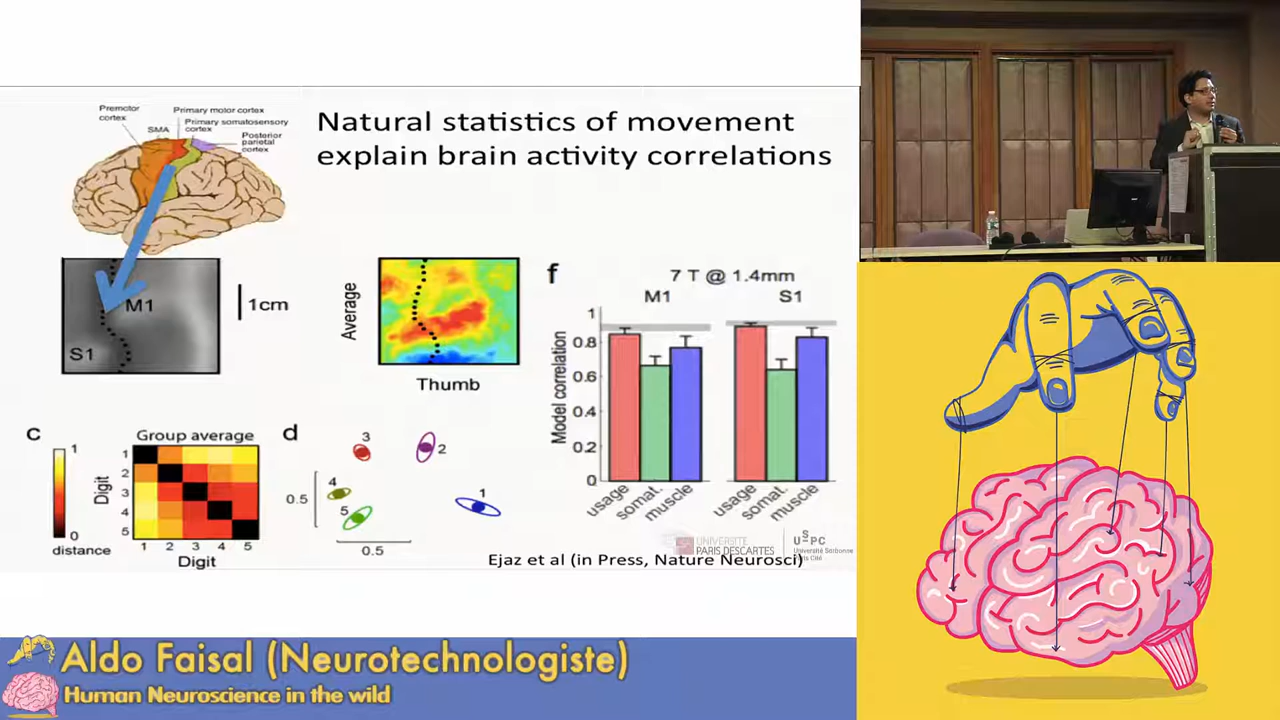 Natural statistics of movement
explain brain activity correlations
Premotor
cortex
Primary motor cortex
SMA
Primary somatosensory
cortex
Posterior
parietal
cortex
M1
S1
1cm
Average
Thumb
f
7 T @ 1.4mm
M1
S1
Model correlation
1
0.8
0.6
0.4
0.2
0
usage
somat.
muscle
usage
somat.
muscle
c
1
0
distance
Group average
Digit
1
2
3
4
5
1 2 3 4 5
Digit
d
3
2
4
5
1
0.5
0.5
UNIVERSITÉ
PARIS DESCARTES
USPC
Université Sorbonne
Paris Cité
Ejaz et al (in Press, Nature Neurosci)
Aldo Faisal (Neurotechnologiste)
Human Neuroscience in the wild